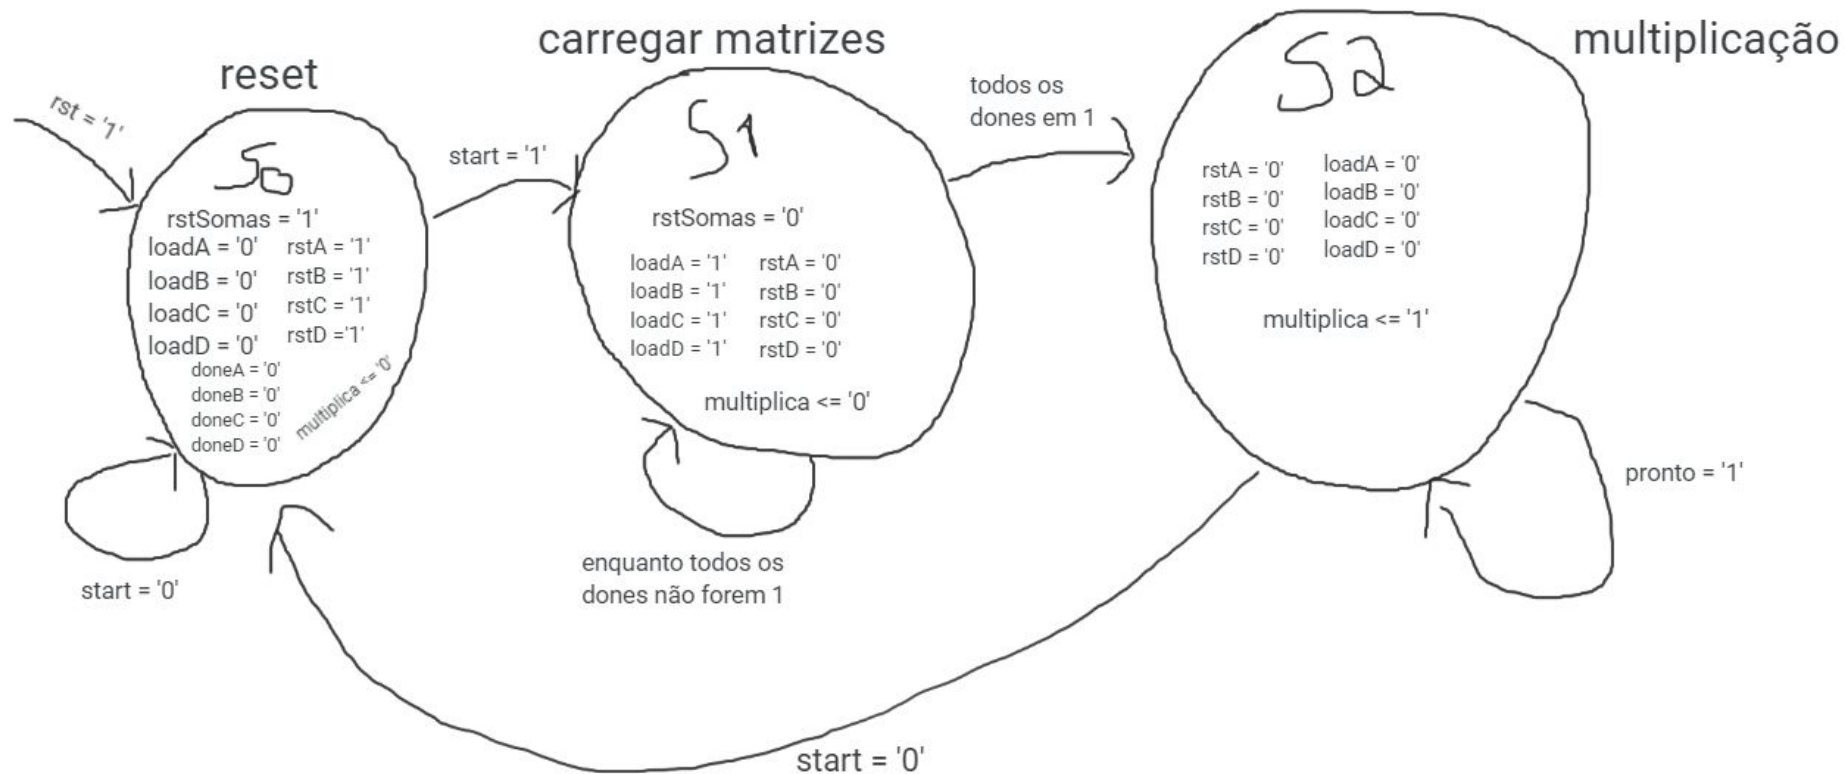 reset
rst = '1'
S0
rstSomas = '1'
loadA = '0' rstA = '1'
loadB = '0' rstB = '1'
loadC = '0' rstC = '1'
loadD = '0' rstD ='1'
doneA = '0'
doneB = '0'
doneC = '0'
doneD = '0'
multiplica <= '0'
start = '0'
start = '1'
carregar matrizes
S1
rstSomas = '0'
loadA = '1' rstA = '0'
loadB = '1' rstB = '0'
loadC = '1' rstC = '0'
loadD = '1' rstD = '0'
multiplica <= '0'
enquanto todos os
dones não forem 1
todos os
dones em 1
multiplicação
S2
rstA = '0' loadA = '0'
rstB = '0' loadB = '0'
rstC = '0' loadC = '0'
rstD = '0' loadD = '0'
multiplica <= '1'
pronto = '1'
start = '0'